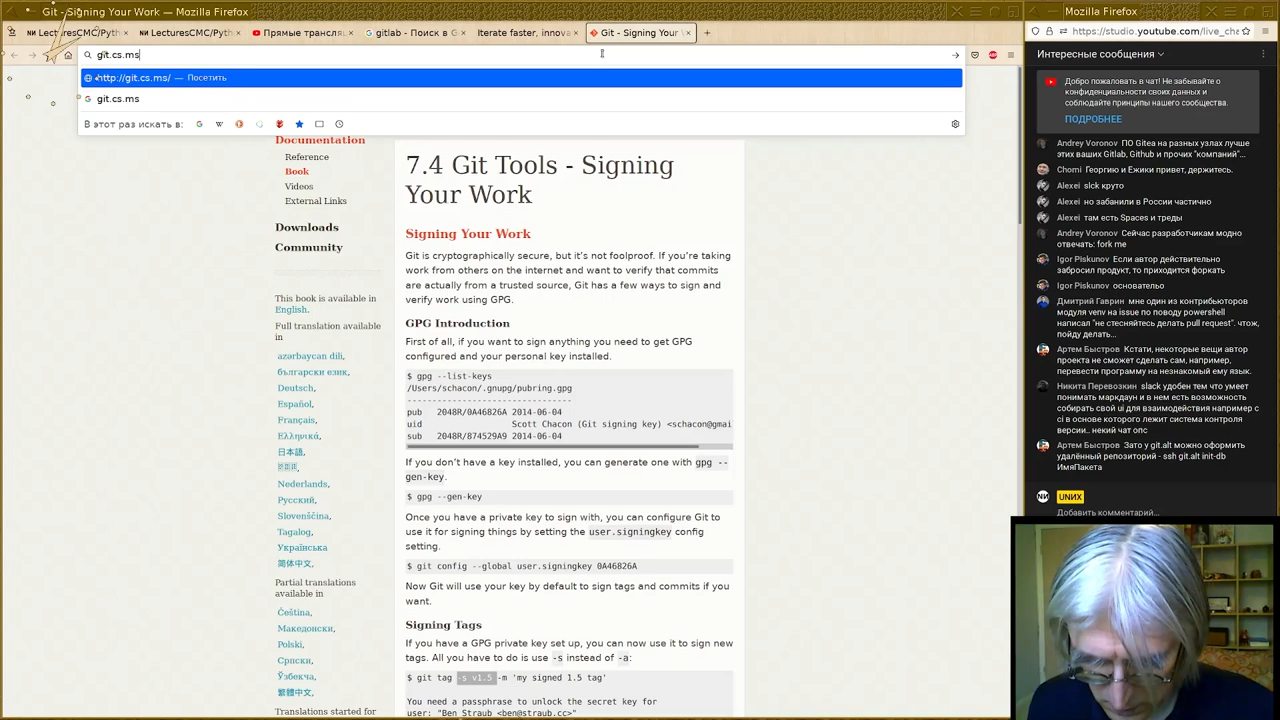 Git - Signing Your Work — Mozilla Firefox
LecturesCMC/Pytho
LecturesCMC/Pytho
Прямые трансляц
gitlab - Поиск в Go
Iterate faster, innova
Git - Signing Your W
git.cs.ms
http://git.cs.ms/ — Посетить
git.cs.ms
В этот раз искать в:
Documentation
Reference
Book
Videos
External Links
Downloads
Community
This book is available in
English.
Full translation available
in
azərbaycan dili,
български език,
Deutsch,
Español,
Français,
Ελληνικά,
日本語,
한국어,
Nederlands,
Русский,
Slovenščina,
Tagalog,
Українська
简体中文,
Partial translations
available in
Čeština,
Македонски,
Polski,
Српски,
Ўзбекча,
繁體中文,
Translations started for
7.4 Git Tools - Signing
Your Work
Signing Your Work
Git is cryptographically secure, but it’s not foolproof. If you’re taking
work from others on the internet and want to verify that commits
are actually from a trusted source, Git has a few ways to sign and
verify work using GPG.
GPG Introduction
First of all, if you want to sign anything you need to get GPG
configured and your personal key installed.
$ gpg --list-keys
/Users/schacon/.gnupg/pubring.gpg
---------------------------------
pub   2048R/0A46826A 2014-06-04
uid                  Scott Chacon (Git signing key) <schacon@gmai
sub   2048R/874529A9 2014-06-04
If you don’t have a key installed, you can generate one with gpg --
gen-key.
$ gpg --gen-key
Once you have a private key to sign with, you can configure Git to
use it for signing things by setting the user.signingkey config
setting.
$ git config --global user.signingkey 0A46826A
Now Git will use your key by default to sign tags and commits if you
want.
Signing Tags
If you have a GPG private key set up, you can now use it to sign new
tags. All you have to do is use -s instead of -a:
$ git tag -s v1.5 -m 'my signed 1.5 tag'
You need a passphrase to unlock the secret key for
user: "Ben Straub <ben@straub.cc>"
Mozilla Firefox
https://studio.youtube.com/live_cha
Интересные сообщения
Добро пожаловать в чат! Не забывайте о
конфиденциальности своих данных и
соблюдайте принципы нашего сообщества.
ПОДРОБНЕЕ
Andrey Voronov ПО Gitea на разных узлах лучше
этих ваших Gitlab, Github и прочих "компаний"...
Chomi Георгию и Ежики привет, держитесь.
Alexei slck круто
Alexei но забанили в России частично
Alexei там есть Spaces и треды
Andrey Voronov Сейчас разработчикам модно
отвечать: fork me
Igor Piskunov Если автор действительно
забросил продукт, то приходится форкать
Igor Piskunov основательо
Дмитрий Гаврин мне один из контрибьюторов
модуля venv на issue по поводу powershell
написал "не стесняйтесь делать pull request". чтож,
пойду делать...
Артем Быстров Кстати, некоторые вещи автор
проекта не сможет сделать сам, например,
перевести программу на незнакомый ему язык.
Никита Перевозкин slack удобен тем что умеет
понимать маркдаун и в нем есть возможность
собирать свой ui для взаимодействия например с
ci в основе которого лежит система контроля
версии.. некий чат опс
Артем Быстров Зато у git.alt можно оформить
удалённый репозиторий - ssh git.alt init-db
ИмяПакета
UNИX
Добавить комментарий...